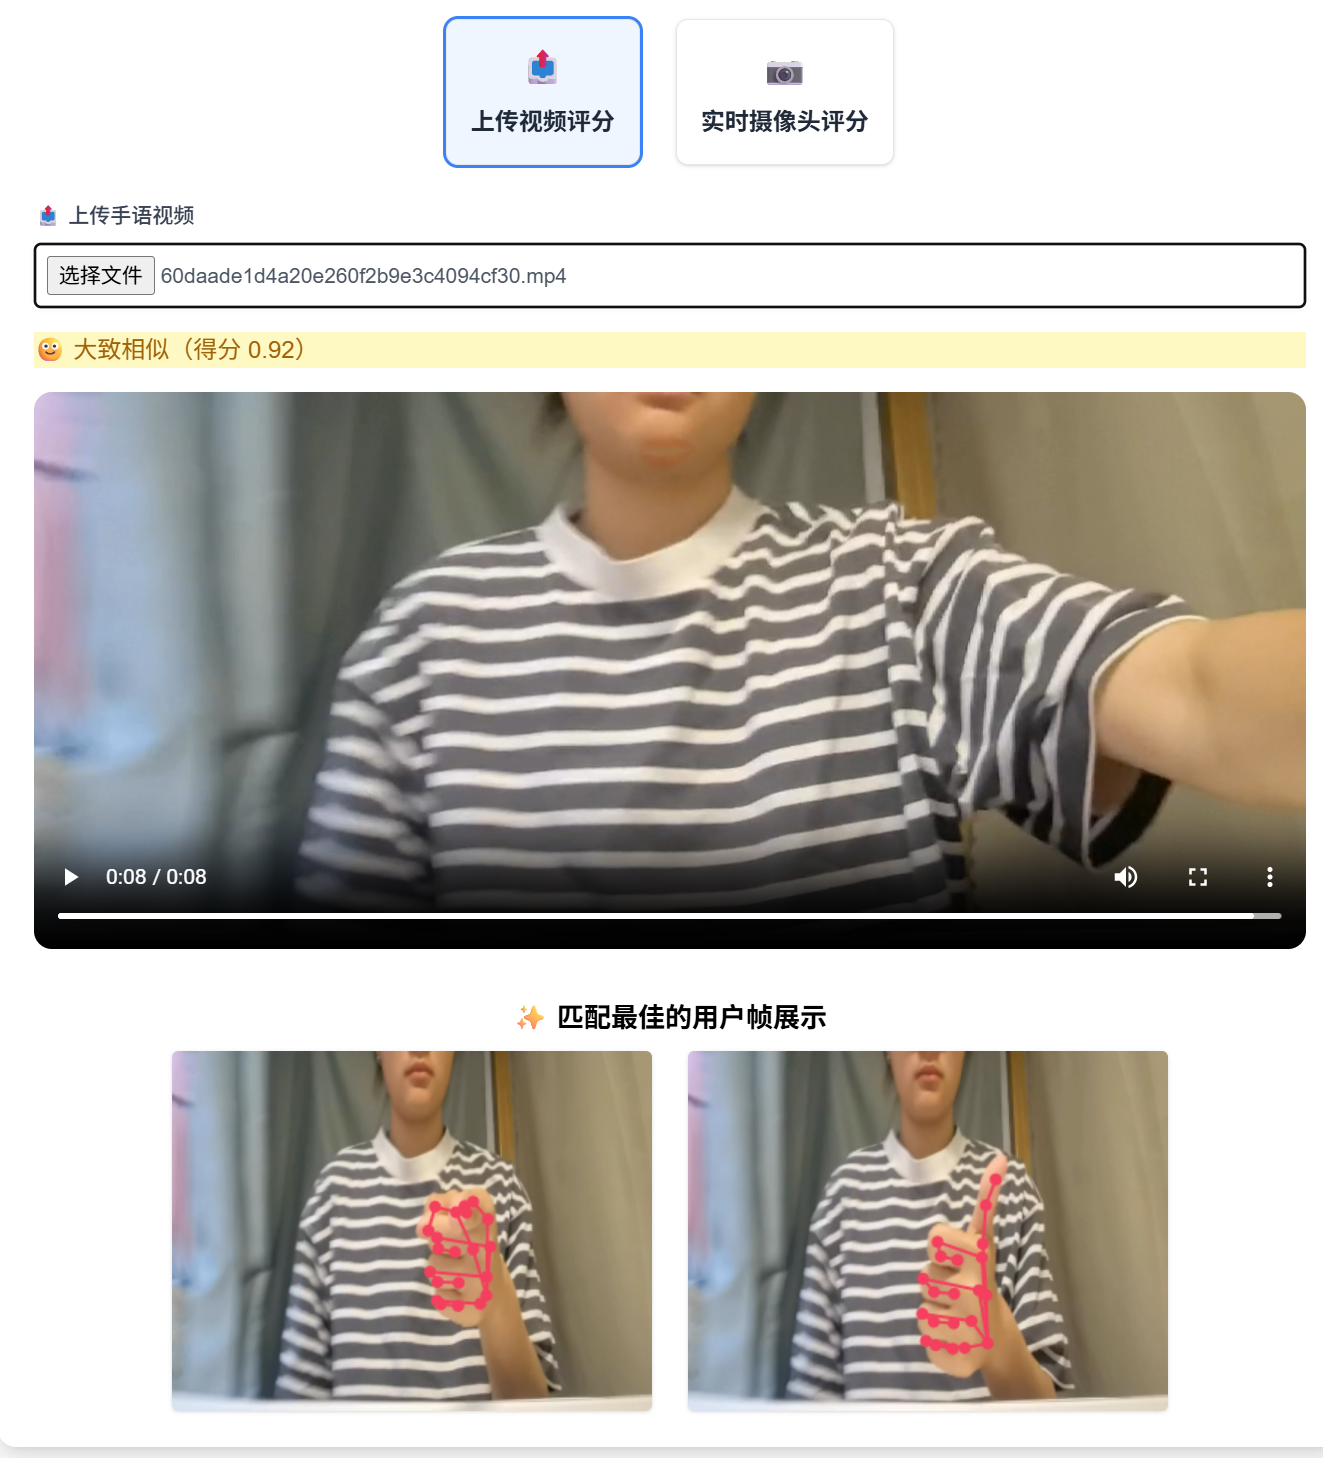 上传视频评分
实时摄像头评分
上传手语视频
选择文件 60daade1d4a20e260f2b9e3c4094cf30.mp4
大致相似（得分 0.92）
0:08 / 0:08
匹配最佳的用户帧展示